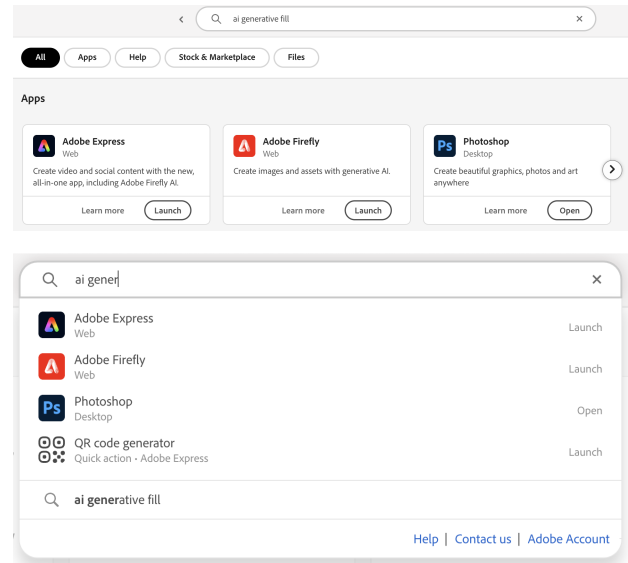 ai generative fill
All Apps Help Stock & Marketplace Files
Apps
Adobe Express
Web
Create video and social content with the new,
all-in-one app, including Adobe Firefly AI.
Learn more Launch
Adobe Firefly
Web
Create images and assets with generative AI.
Learn more Launch
Ps Photoshop
Desktop
Create beautiful graphics, photos and art
anywhere
Learn more Open
ai gener
Adobe Express
Web
Launch
Adobe Firefly
Web
Launch
Ps Photoshop
Desktop
Open
QR code generator
Quick action • Adobe Express
Launch
ai generative fill
Help | Contact us | Adobe Account